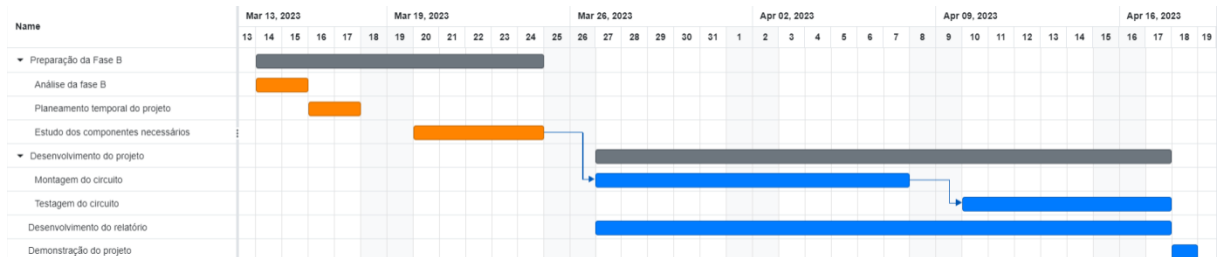 Name
Mar 13, 2023 Mar 19, 2023 Mar 26, 2023 Apr 02, 2023 Apr 09, 2023 Apr 16, 2023
13 14 15 16 17 18 19 20 21 22 23 24 25 26 27 28 29 30 31 1 2 3 4 5 6 7 8 9 10 11 12 13 14 15 16 17 18 19
Preparação da Fase B
Análise da fase B
Planeamento temporal do projeto
Estudo dos componentes necessários
Desenvolvimento do projeto
Montagem do circuito
Testagem do circuito
Desenvolvimento do relatório
Demonstração do projeto